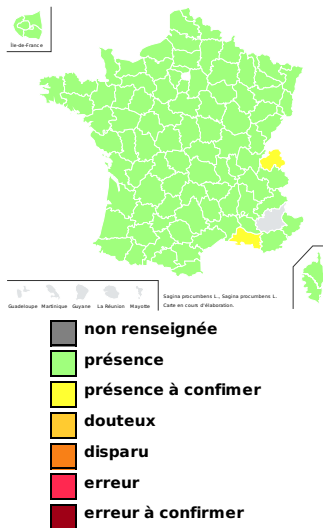 Île-de-France
Guadeloupe Martinique Guyane La Réunion Mayotte
Sagina procumbens L., Sagina procumbens L.
Carte en cours d'élaboration.
non renseignée
présence
présence à confimer
douteux
disparu
erreur
erreur à confirmer